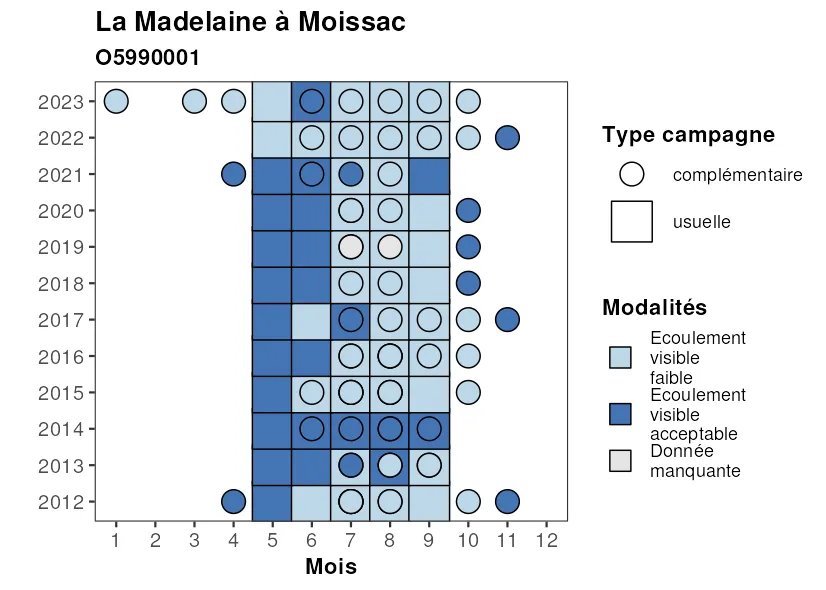 La Madelaine à Moissac
O5990001
2023
2022
2021
2020
2019
2018
2017
2016
2015
2014
2013
2012
1 2 3 4 5 6 7 8 9 10 11 12
Mois
Type campagne
complémentaire
usuelle
Modalités
Ecoulement
visible
faible
Ecoulement
visible
acceptable
Donnée
manquante